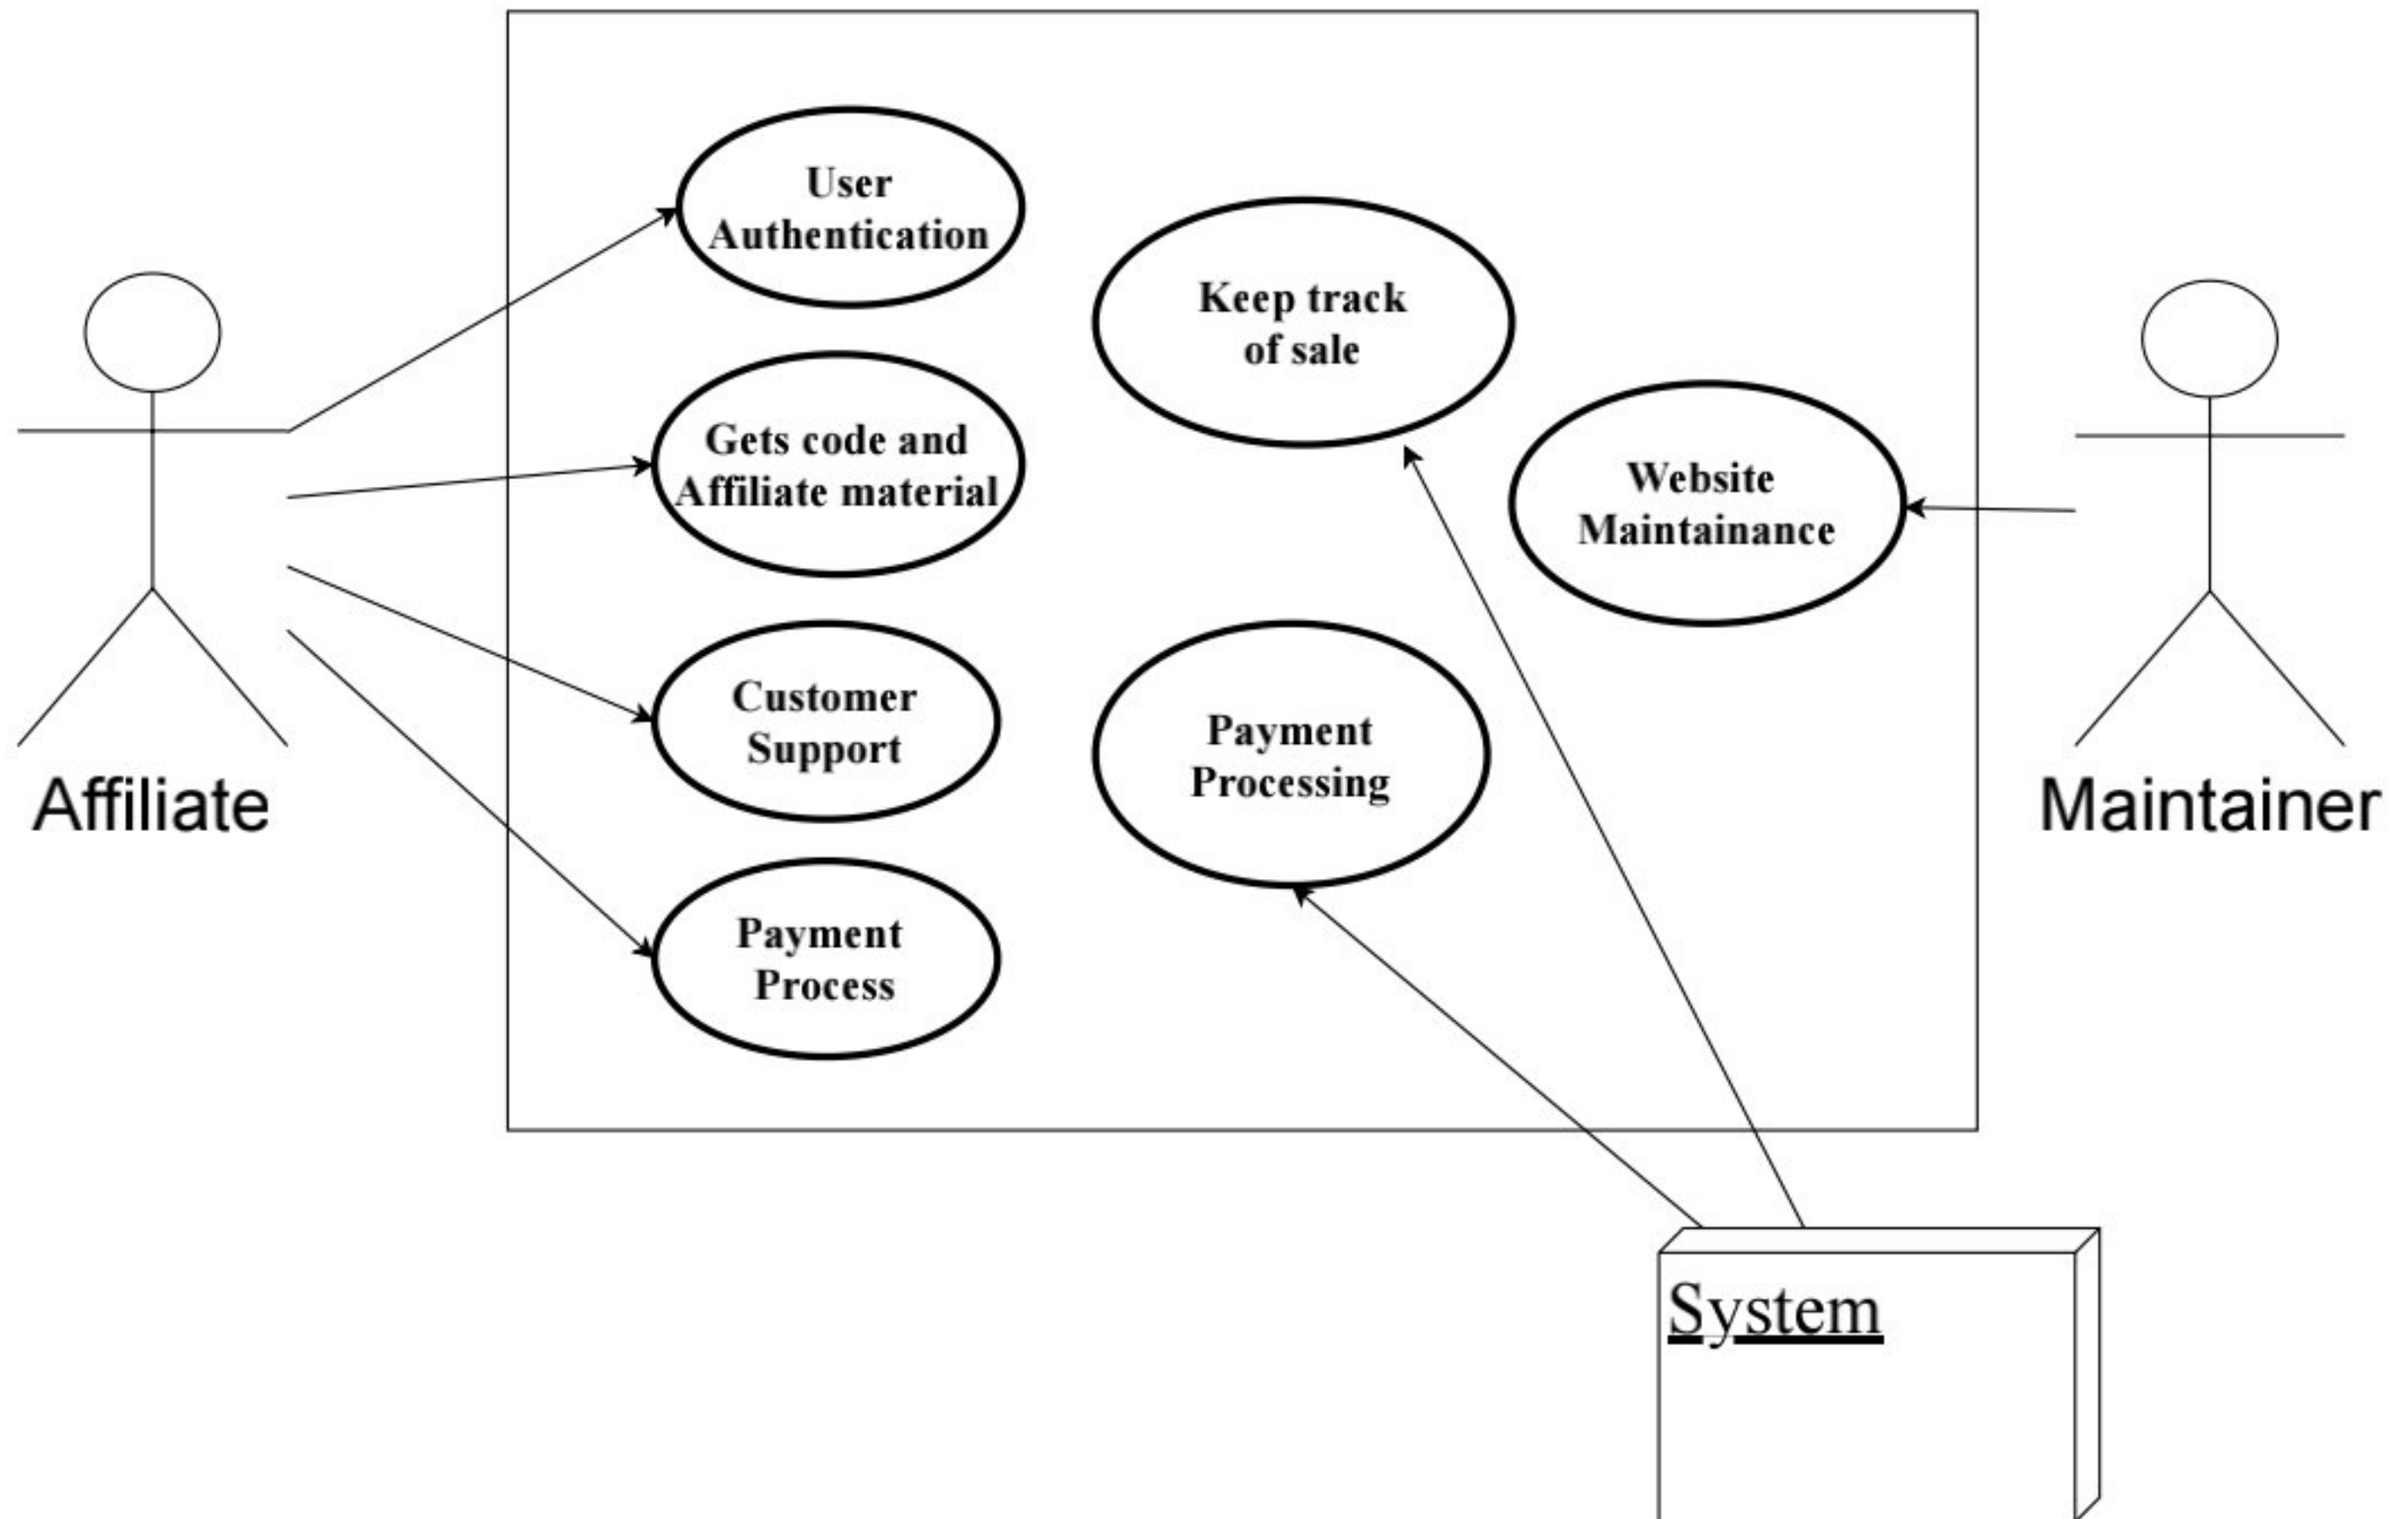 User
Authentication
Keep track
of sale
Gets code and
Affiliate material
Website
Maintainance
Customer
Support
Payment
Processing
Affiliate
Maintainer
Payment
Process
System